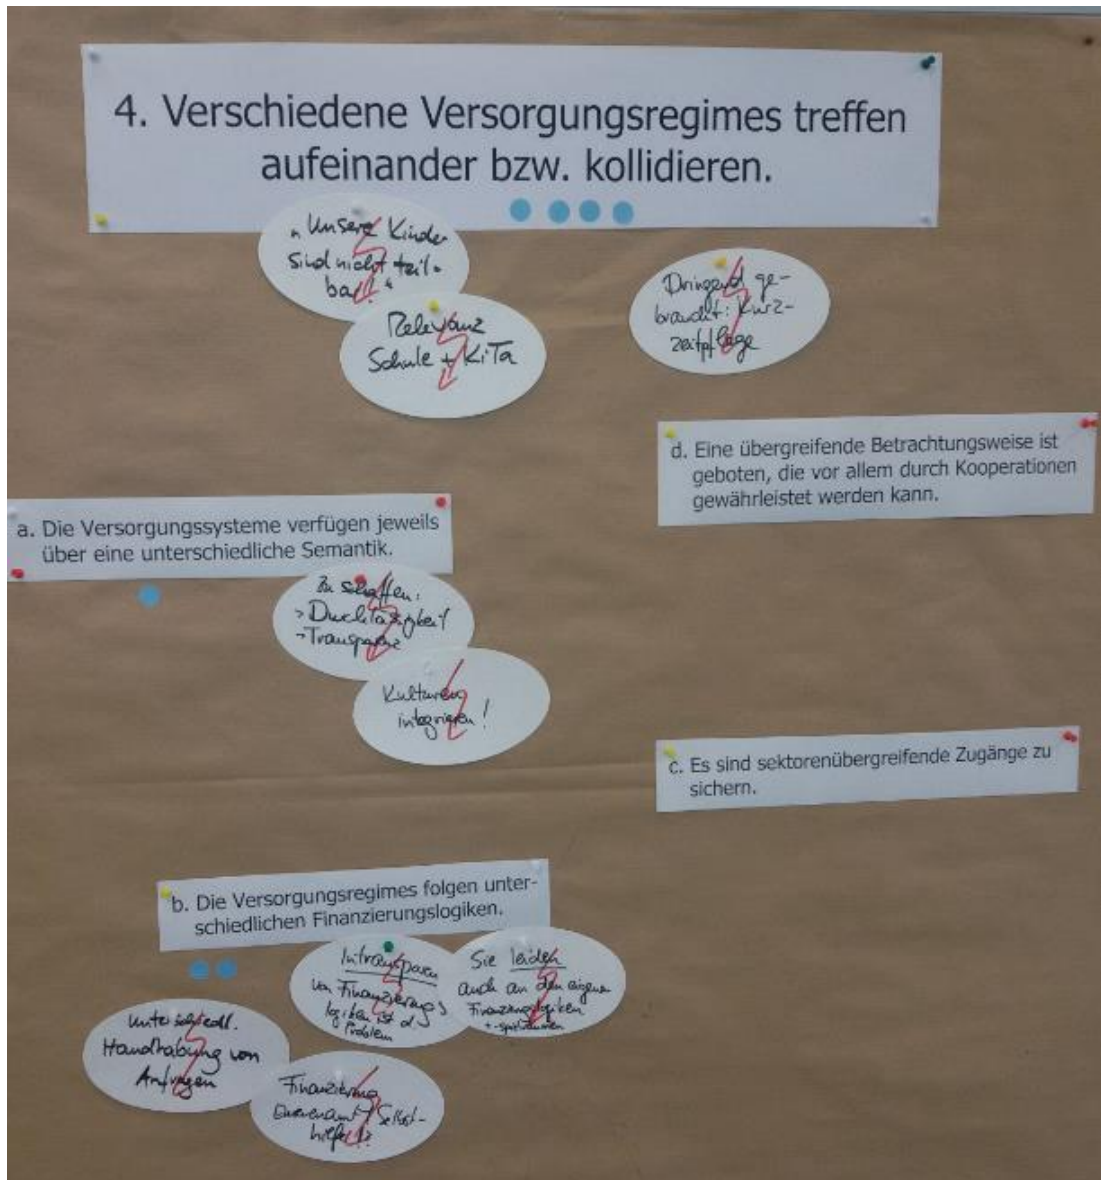 4. Verschiedene Versorgungsregimes treffen
aufeinander bzw. kollidieren.
„Unsere Kinder
sind nicht teil-
bar!"
Relevanz
Schule + KiTa
Dringend ge-
braucht: Kurz-
zeitpflege
d. Eine übergreifende Betrachtungsweise ist
geboten, die vor allem durch Kooperationen
gewährleistet werden kann.
a. Die Versorgungssysteme verfügen jeweils
über eine unterschiedliche Semantik.
Zu schaffen:
> Durchlässigkeit
- Transparenz
Kulturen
integrieren!
c. Es sind sektorenübergreifende Zugänge zu
sichern.
b. Die Versorgungsregimes folgen unter-
schiedlichen Finanzierungslogiken.
Intransparenz
von Finanzierungs
logiken ist das
Problem
Sie leiden
auch an den eigenen
Finanzierungslogiken
+ -spielräumen
Unterschiedl.
Handhabung von
Anfragen
Finanzierung
Ehrenamt / Selbst-
hilfe!?